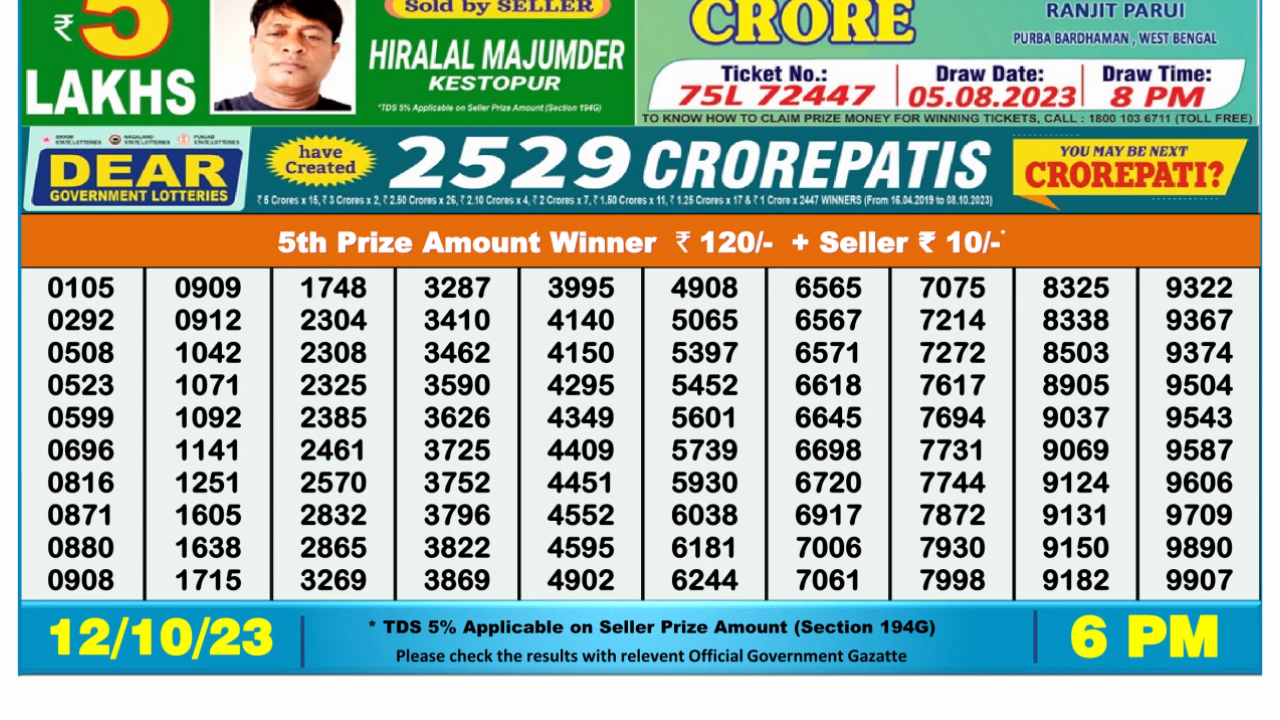 ₹ 5
LAKHS
Sold by SELLER
HIRALAL MAJUMDER
KESTOPUR
*TDS 5% Applicable on Seller Prize Amount (Section 194G)
CRORE
RANJIT PARUI
PURBA BARDHAMAN , WEST BENGAL
Ticket No.: Draw Date: Draw Time:
75L 72447 05.08.2023 8 PM
TO KNOW HOW TO CLAIM PRIZE MONEY FOR WINNING TICKETS, CALL : 1800 103 6711 (TOLL FREE)
SIKKIM STATE LOTTERIES NAGALAND STATE LOTTERIES PUNJAB STATE LOTTERIES
DEAR
GOVERNMENT LOTTERIES
have
Created
2529 CROREPATIS
₹ 5 Crores x 15, ₹ 3 Crores x 2, ₹ 2.50 Crores x 26, ₹ 2.10 Crores x 4, ₹ 2 Crores x 7, ₹ 1.50 Crores x 11, ₹ 1.25 Crores x 17 & ₹ 1 Crore x 2447 WINNERS (From 16.04.2019 to 08.10.2023)
YOU MAY BE NEXT
CROREPATI?
5th Prize Amount Winner ₹ 120/- + Seller ₹ 10/-*
0105 0909 1748 3287 3995 4908 6565 7075 8325 9322
0292 0912 2304 3410 4140 5065 6567 7214 8338 9367
0508 1042 2308 3462 4150 5397 6571 7272 8503 9374
0523 1071 2325 3590 4295 5452 6618 7617 8905 9504
0599 1092 2385 3626 4349 5601 6645 7694 9037 9543
0696 1141 2461 3725 4409 5739 6698 7731 9069 9587
0816 1251 2570 3752 4451 5930 6720 7744 9124 9606
0871 1605 2832 3796 4552 6038 6917 7872 9131 9709
0880 1638 2865 3822 4595 6181 7006 7930 9150 9890
0908 1715 3269 3869 4902 6244 7061 7998 9182 9907
12/10/23
* TDS 5% Applicable on Seller Prize Amount (Section 194G)
Please check the results with relevent Official Government Gazatte
6 PM